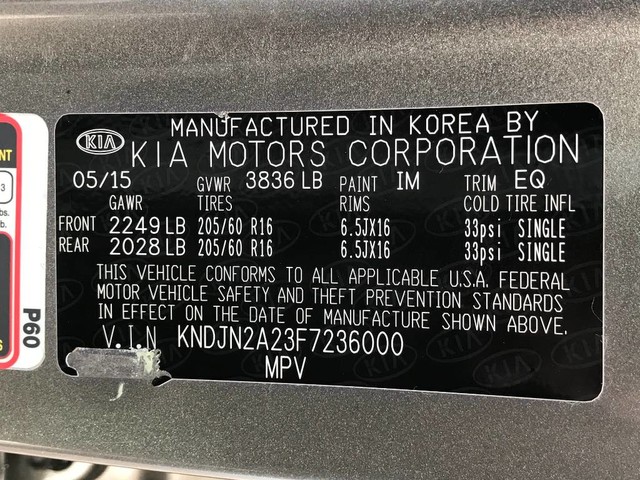 MANUFACTURED IN KOREA BY
KIA KIA MOTORS CORPORATION
05/15 GVWR 3836 LB PAINT IM TRIM EQ
GAWR TIRES RIMS COLD TIRE INFL
FRONT 2249 LB 205/60 R16 6.5JX16 33psi SINGLE
REAR 2028 LB 205/60 R16 6.5JX16 33psi SINGLE
THIS VEHICLE CONFORMS TO ALL APPLICABLE U.S.A. FEDERAL
MOTOR VEHICLE SAFETY AND THEFT PREVENTION STANDARDS
IN EFFECT ON THE DATE OF MANUFACTURE SHOWN ABOVE.
V.I.N KNDJN2A23F7236000
MPV
P60